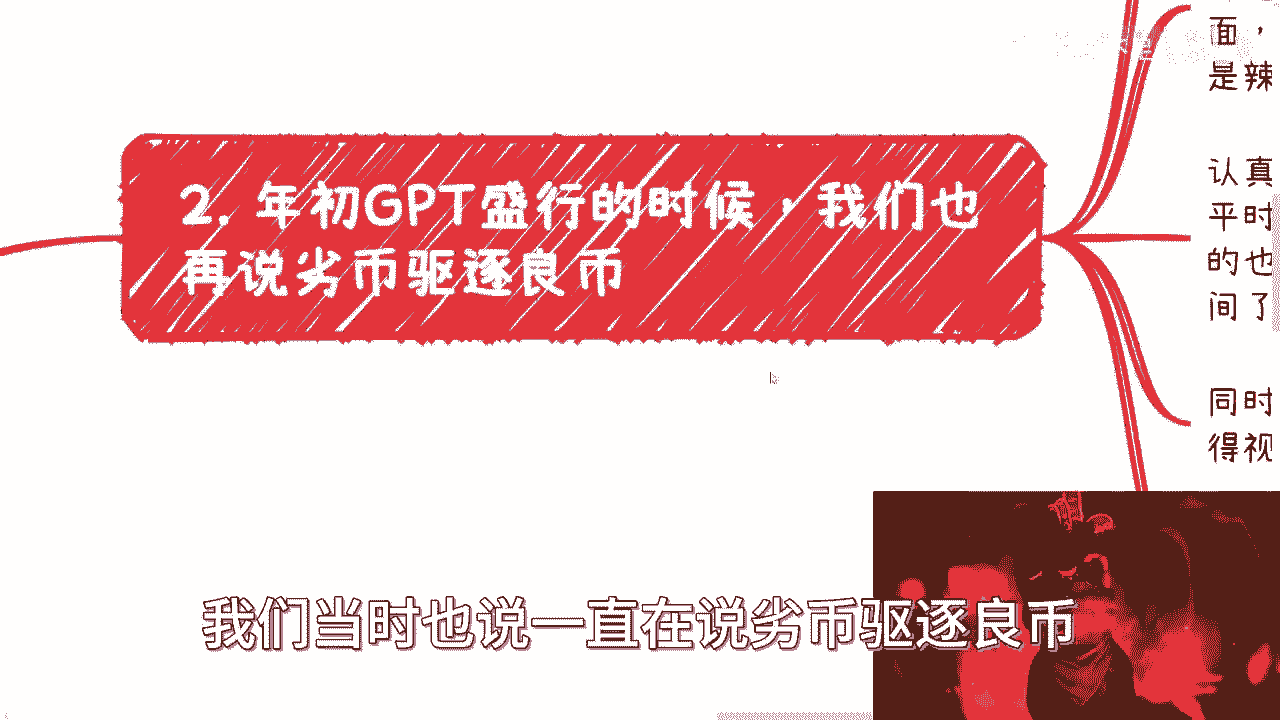 2. 年初GPT盛行的时候，我们也
再说劣币驱逐良币
面，
是辣
认真
平时
的也
间了
同时
得视
我们当时也说一直在说劣币驱逐良币